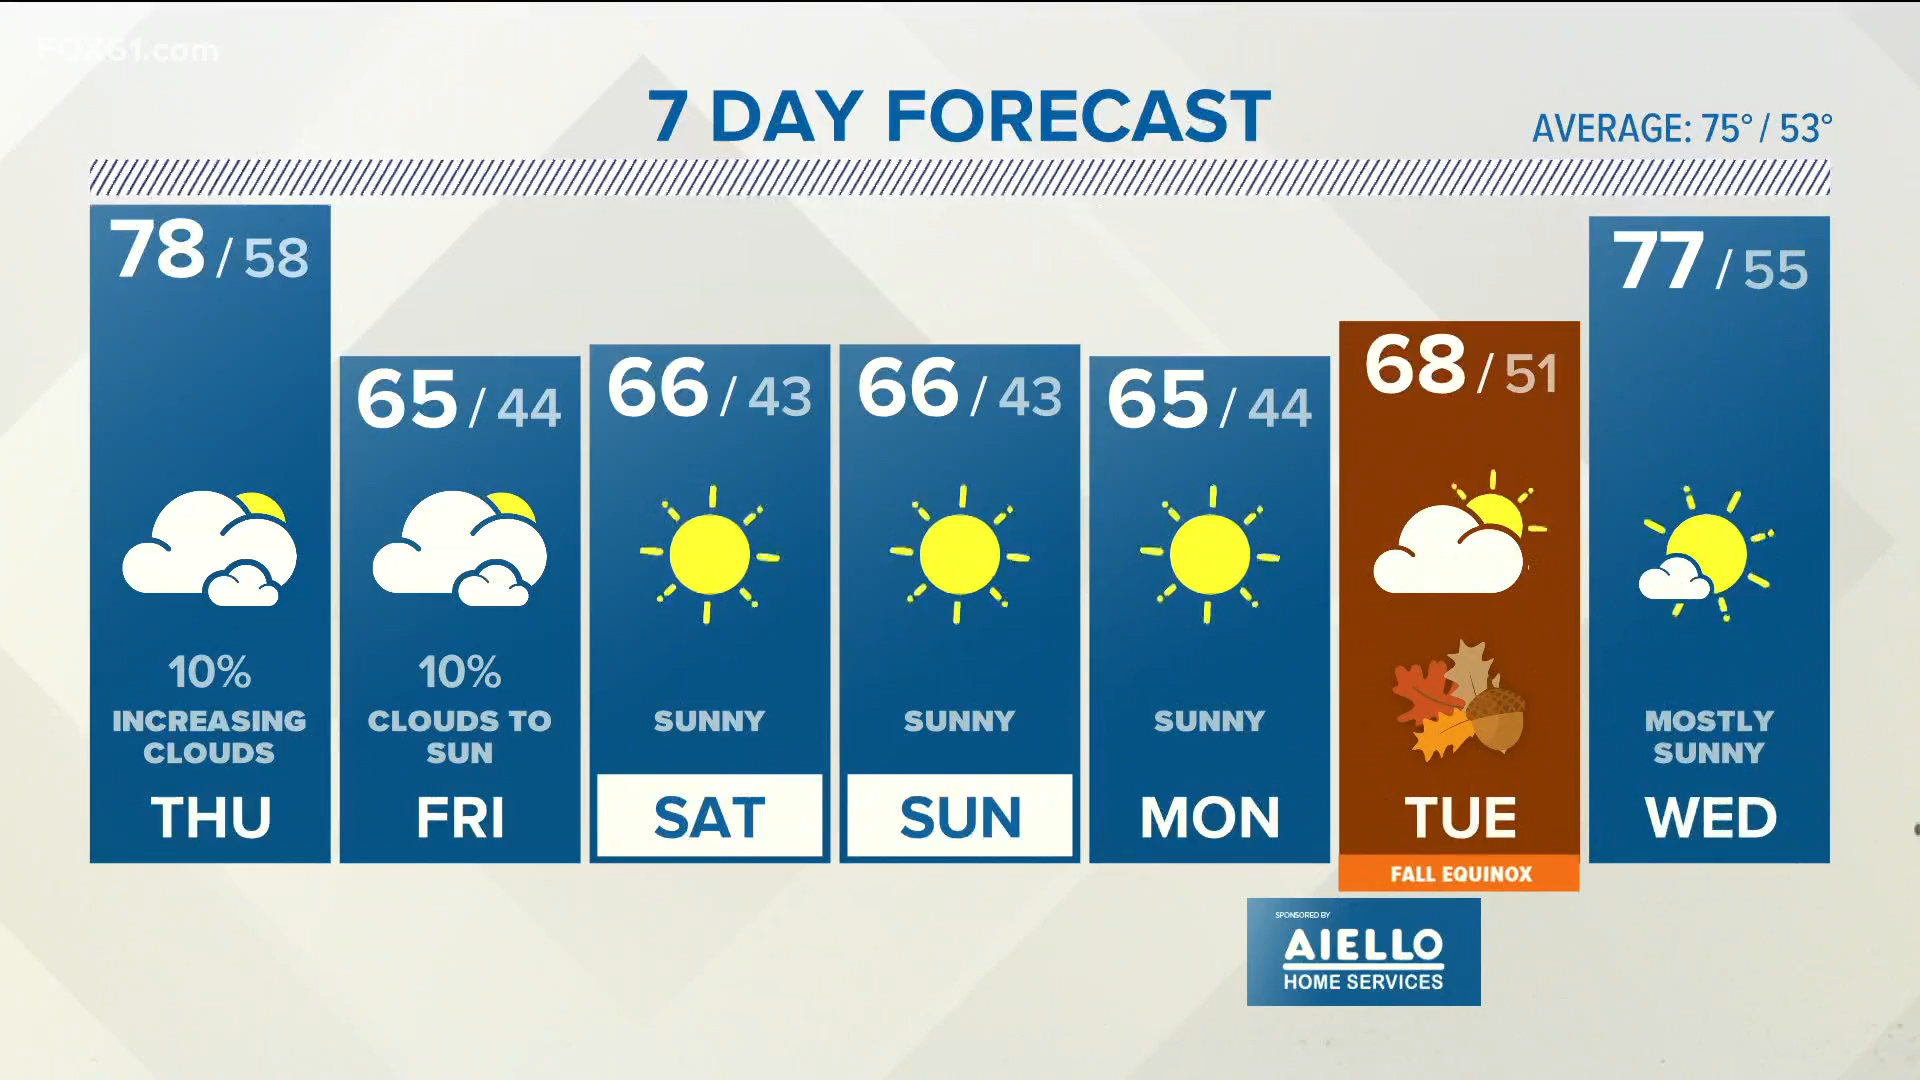 FOX61.com
7 DAY FORECAST
AVERAGE: 75° / 53°
78 / 58
10%
INCREASING
CLOUDS
THU
65 / 44
10%
CLOUDS TO
SUN
FRI
66 / 43
SUNNY
SAT
66 / 43
SUNNY
SUN
65 / 44
SUNNY
MON
68 / 51
TUE
FALL EQUINOX
77 / 55
MOSTLY
SUNNY
WED
SPONSORED BY
AIELLO
HOME SERVICES